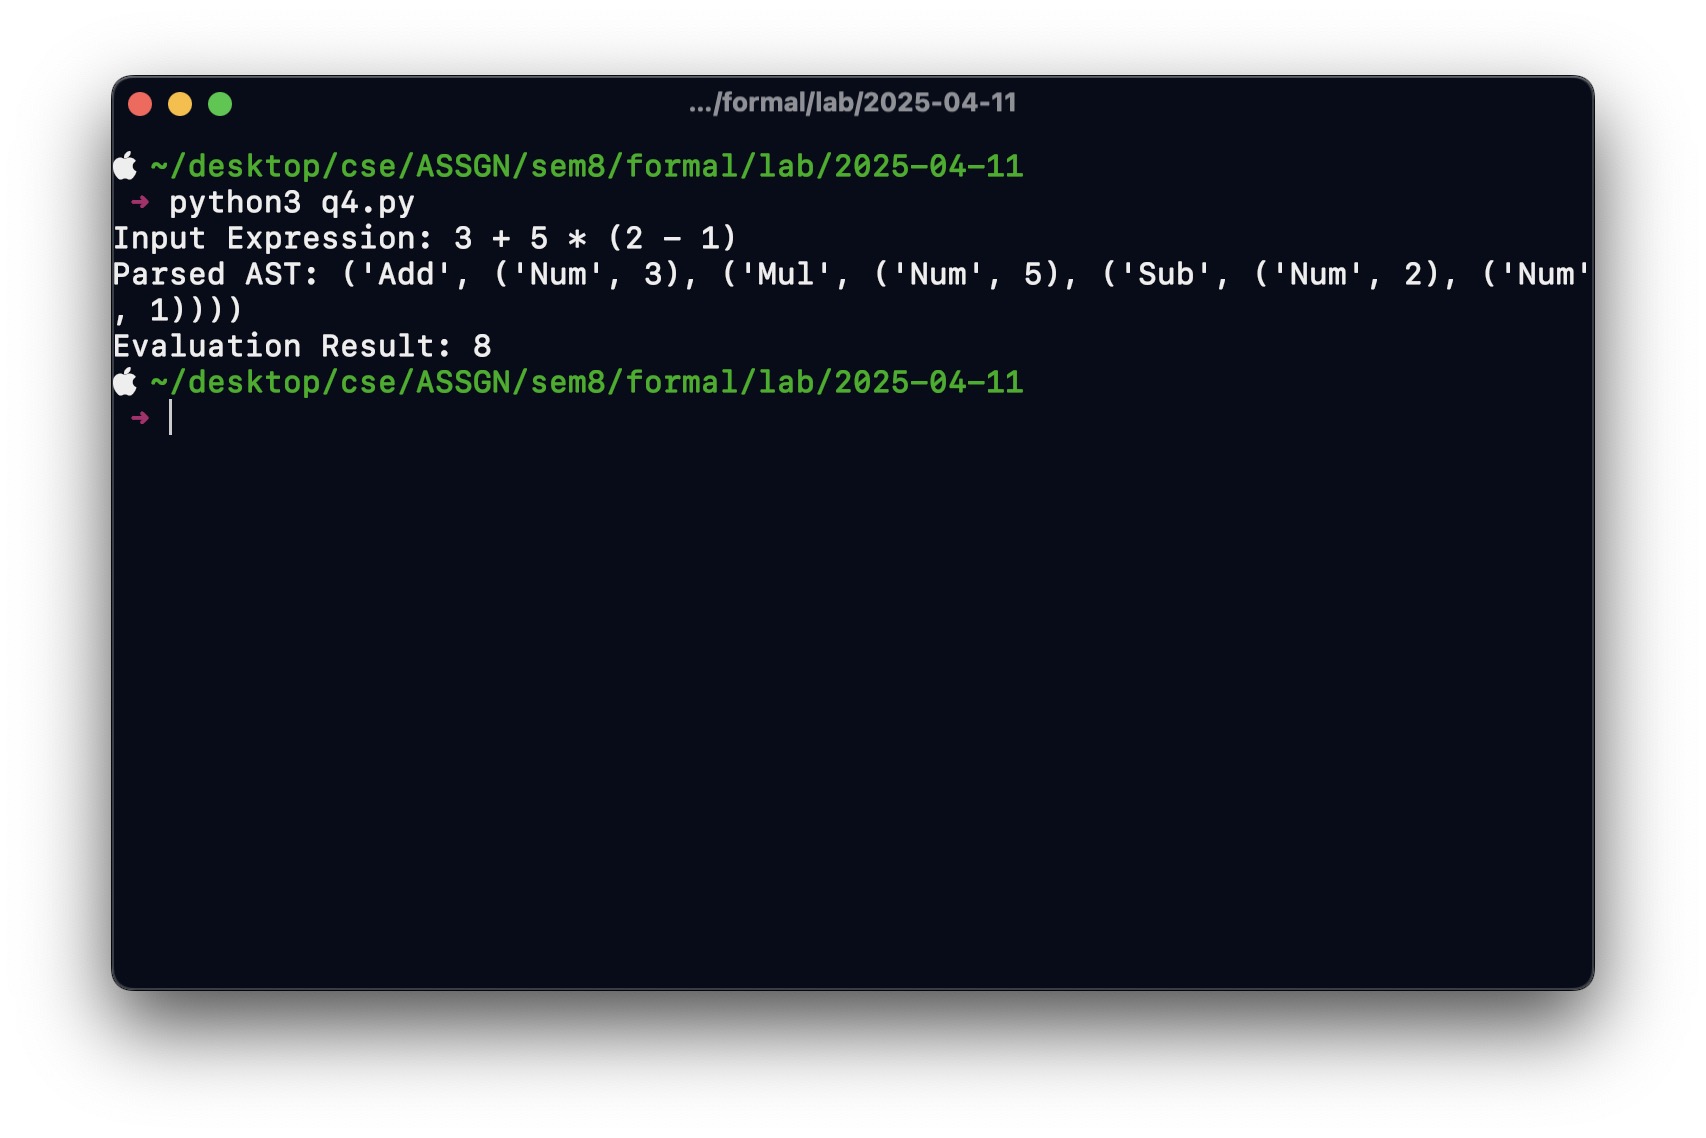 .../formal/lab/2025-04-11
~/desktop/cse/ASSGN/sem8/formal/lab/2025-04-11
➜ python3 q4.py
Input Expression: 3 + 5 * (2 - 1)
Parsed AST: ('Add', ('Num', 3), ('Mul', ('Num', 5), ('Sub', ('Num', 2), ('Num'
, 1))))
Evaluation Result: 8
~/desktop/cse/ASSGN/sem8/formal/lab/2025-04-11
➜